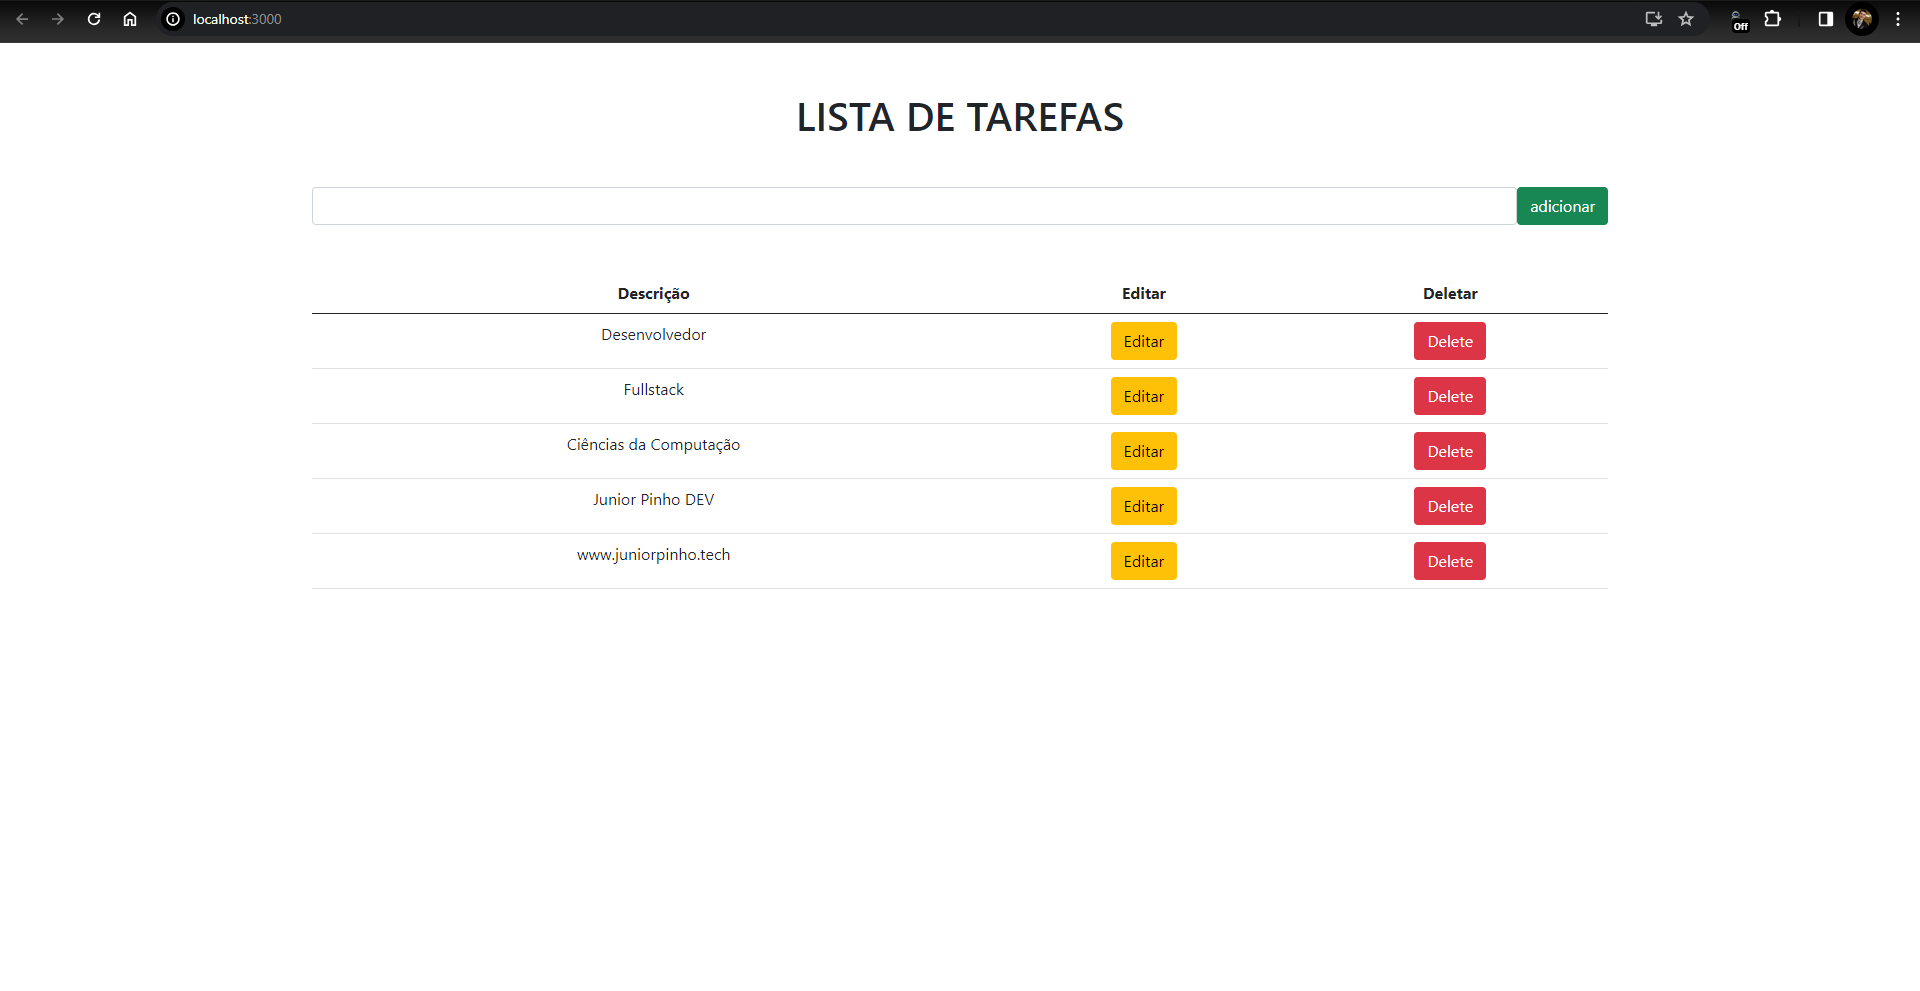 localhost:3000
Off
LISTA DE TAREFAS
adicionar
Descrição Editar Deletar
Desenvolvedor Editar Delete
Fullstack Editar Delete
Ciências da Computação Editar Delete
Junior Pinho DEV Editar Delete
www.juniorpinho.tech Editar Delete